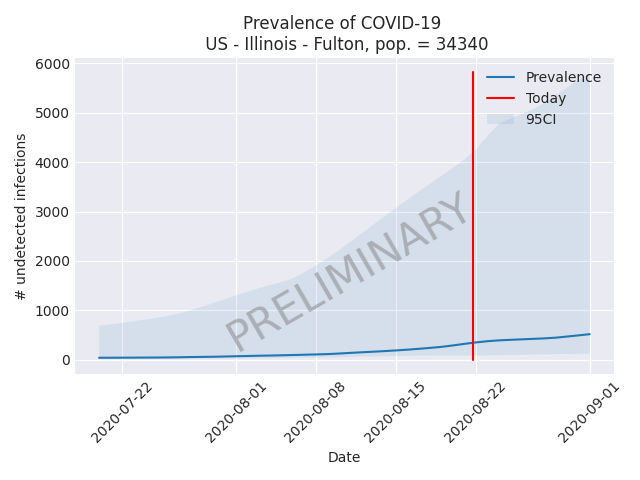 Prevalence of COVID-19
US - Illinois - Fulton, pop. = 34340
6000
5000
4000
3000
2000
1000
0
# undetected infections
Prevalence
Today
95CI
PRELIMINARY
2020-07-22
2020-08-01
2020-08-08
2020-08-15
2020-08-22
2020-09-01
Date